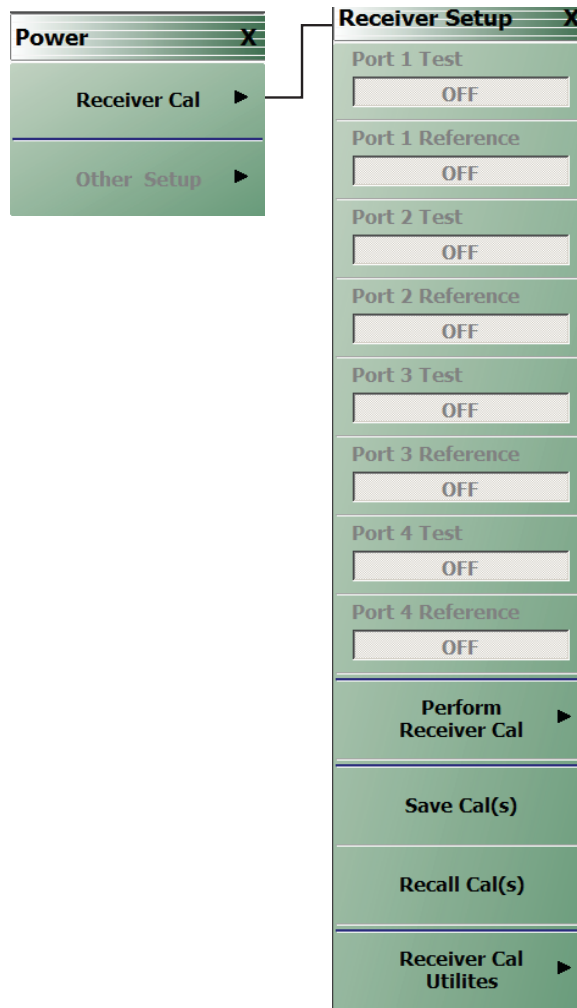 Power X
Receiver Cal
Other Setup
Receiver Setup X
Port 1 Test
OFF
Port 1 Reference
OFF
Port 2 Test
OFF
Port 2 Reference
OFF
Port 3 Test
OFF
Port 3 Reference
OFF
Port 4 Test
OFF
Port 4 Reference
OFF
Perform
Receiver Cal
Save Cal(s)
Recall Cal(s)
Receiver Cal
Utilites